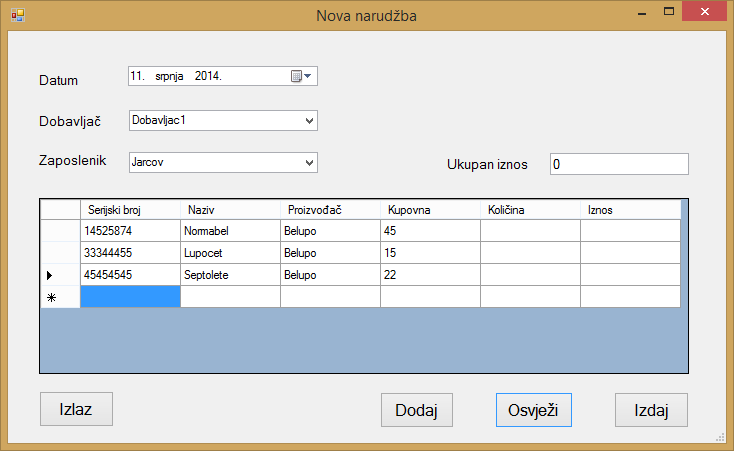 Nova narudžba
Datum 11. srpnja 2014.
Dobavljač Dobavljac1
Zaposlenik Jarcov Ukupan iznos 0
Serijski broj Naziv Proizvođač Kupovna Količina Iznos
14525874 Normabel Belupo 45
33344455 Lupocet Belupo 15
45454545 Septolete Belupo 22
Izlaz Dodaj Osvježi Izdaj